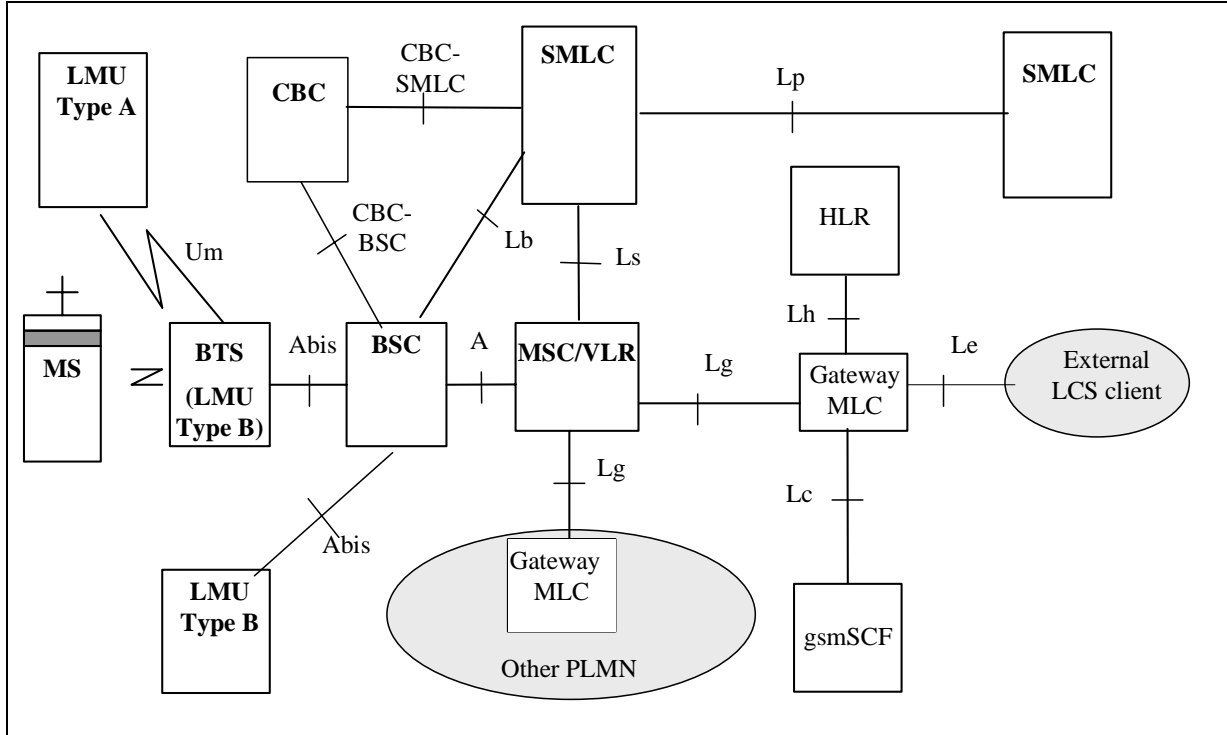 LMU
Type A
CBC
CBC-
SMLC
SMLC
Lp
SMLC
Um
CBC-
BSC
Lb
Ls
HLR
Lh
MS
BTS
(LMU
Type B)
Abis
BSC
A
MSC/VLR
Lg
Gateway
MLC
Le
External
LCS client
Lg
Lc
Abis
LMU
Type B
Gateway
MLC
Other PLMN
gsmSCF